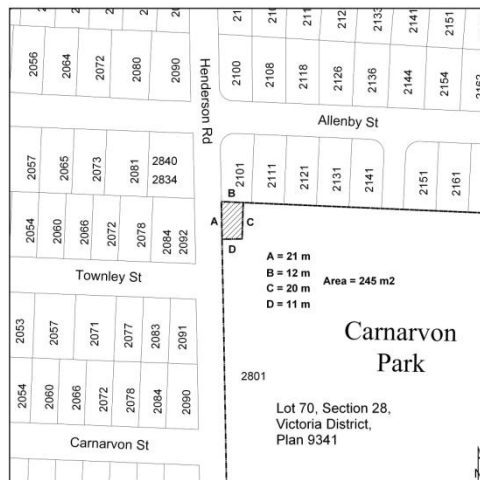 2056
2064
2072
2080
2090
Henderson Rd
2100
2108
2118
2126
2136
2144
2154
2141
2151
Allenby St
2057
2065
2073
2081
2840
2834
2101
2111
2121
2131
2141
2151
2161
2054
2060
2066
2072
2078
2084
2092
B
A
C
D
Townley St
A = 21 m
B = 12 m
C = 20 m
D = 11 m
Area = 245 m2
2053
2057
2071
2077
2083
2091
Carnarvon
Park
2801
2054
2060
2066
2072
2078
2084
2090
Lot 70, Section 28,
Victoria District,
Plan 9341
Carnarvon St